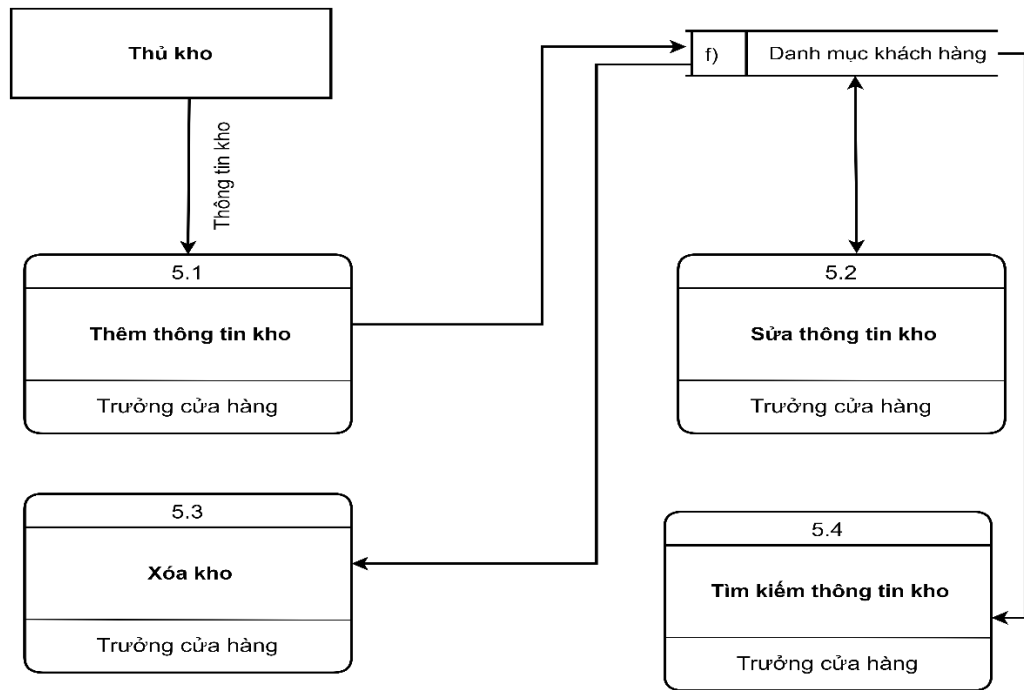 Thủ kho
f)
Danh mục khách hàng
Thông tin kho
5.1
Thêm thông tin kho
Trưởng cửa hàng
5.2
Sửa thông tin kho
Trưởng cửa hàng
5.3
Xóa kho
Trưởng cửa hàng
5.4
Tìm kiếm thông tin kho
Trưởng cửa hàng